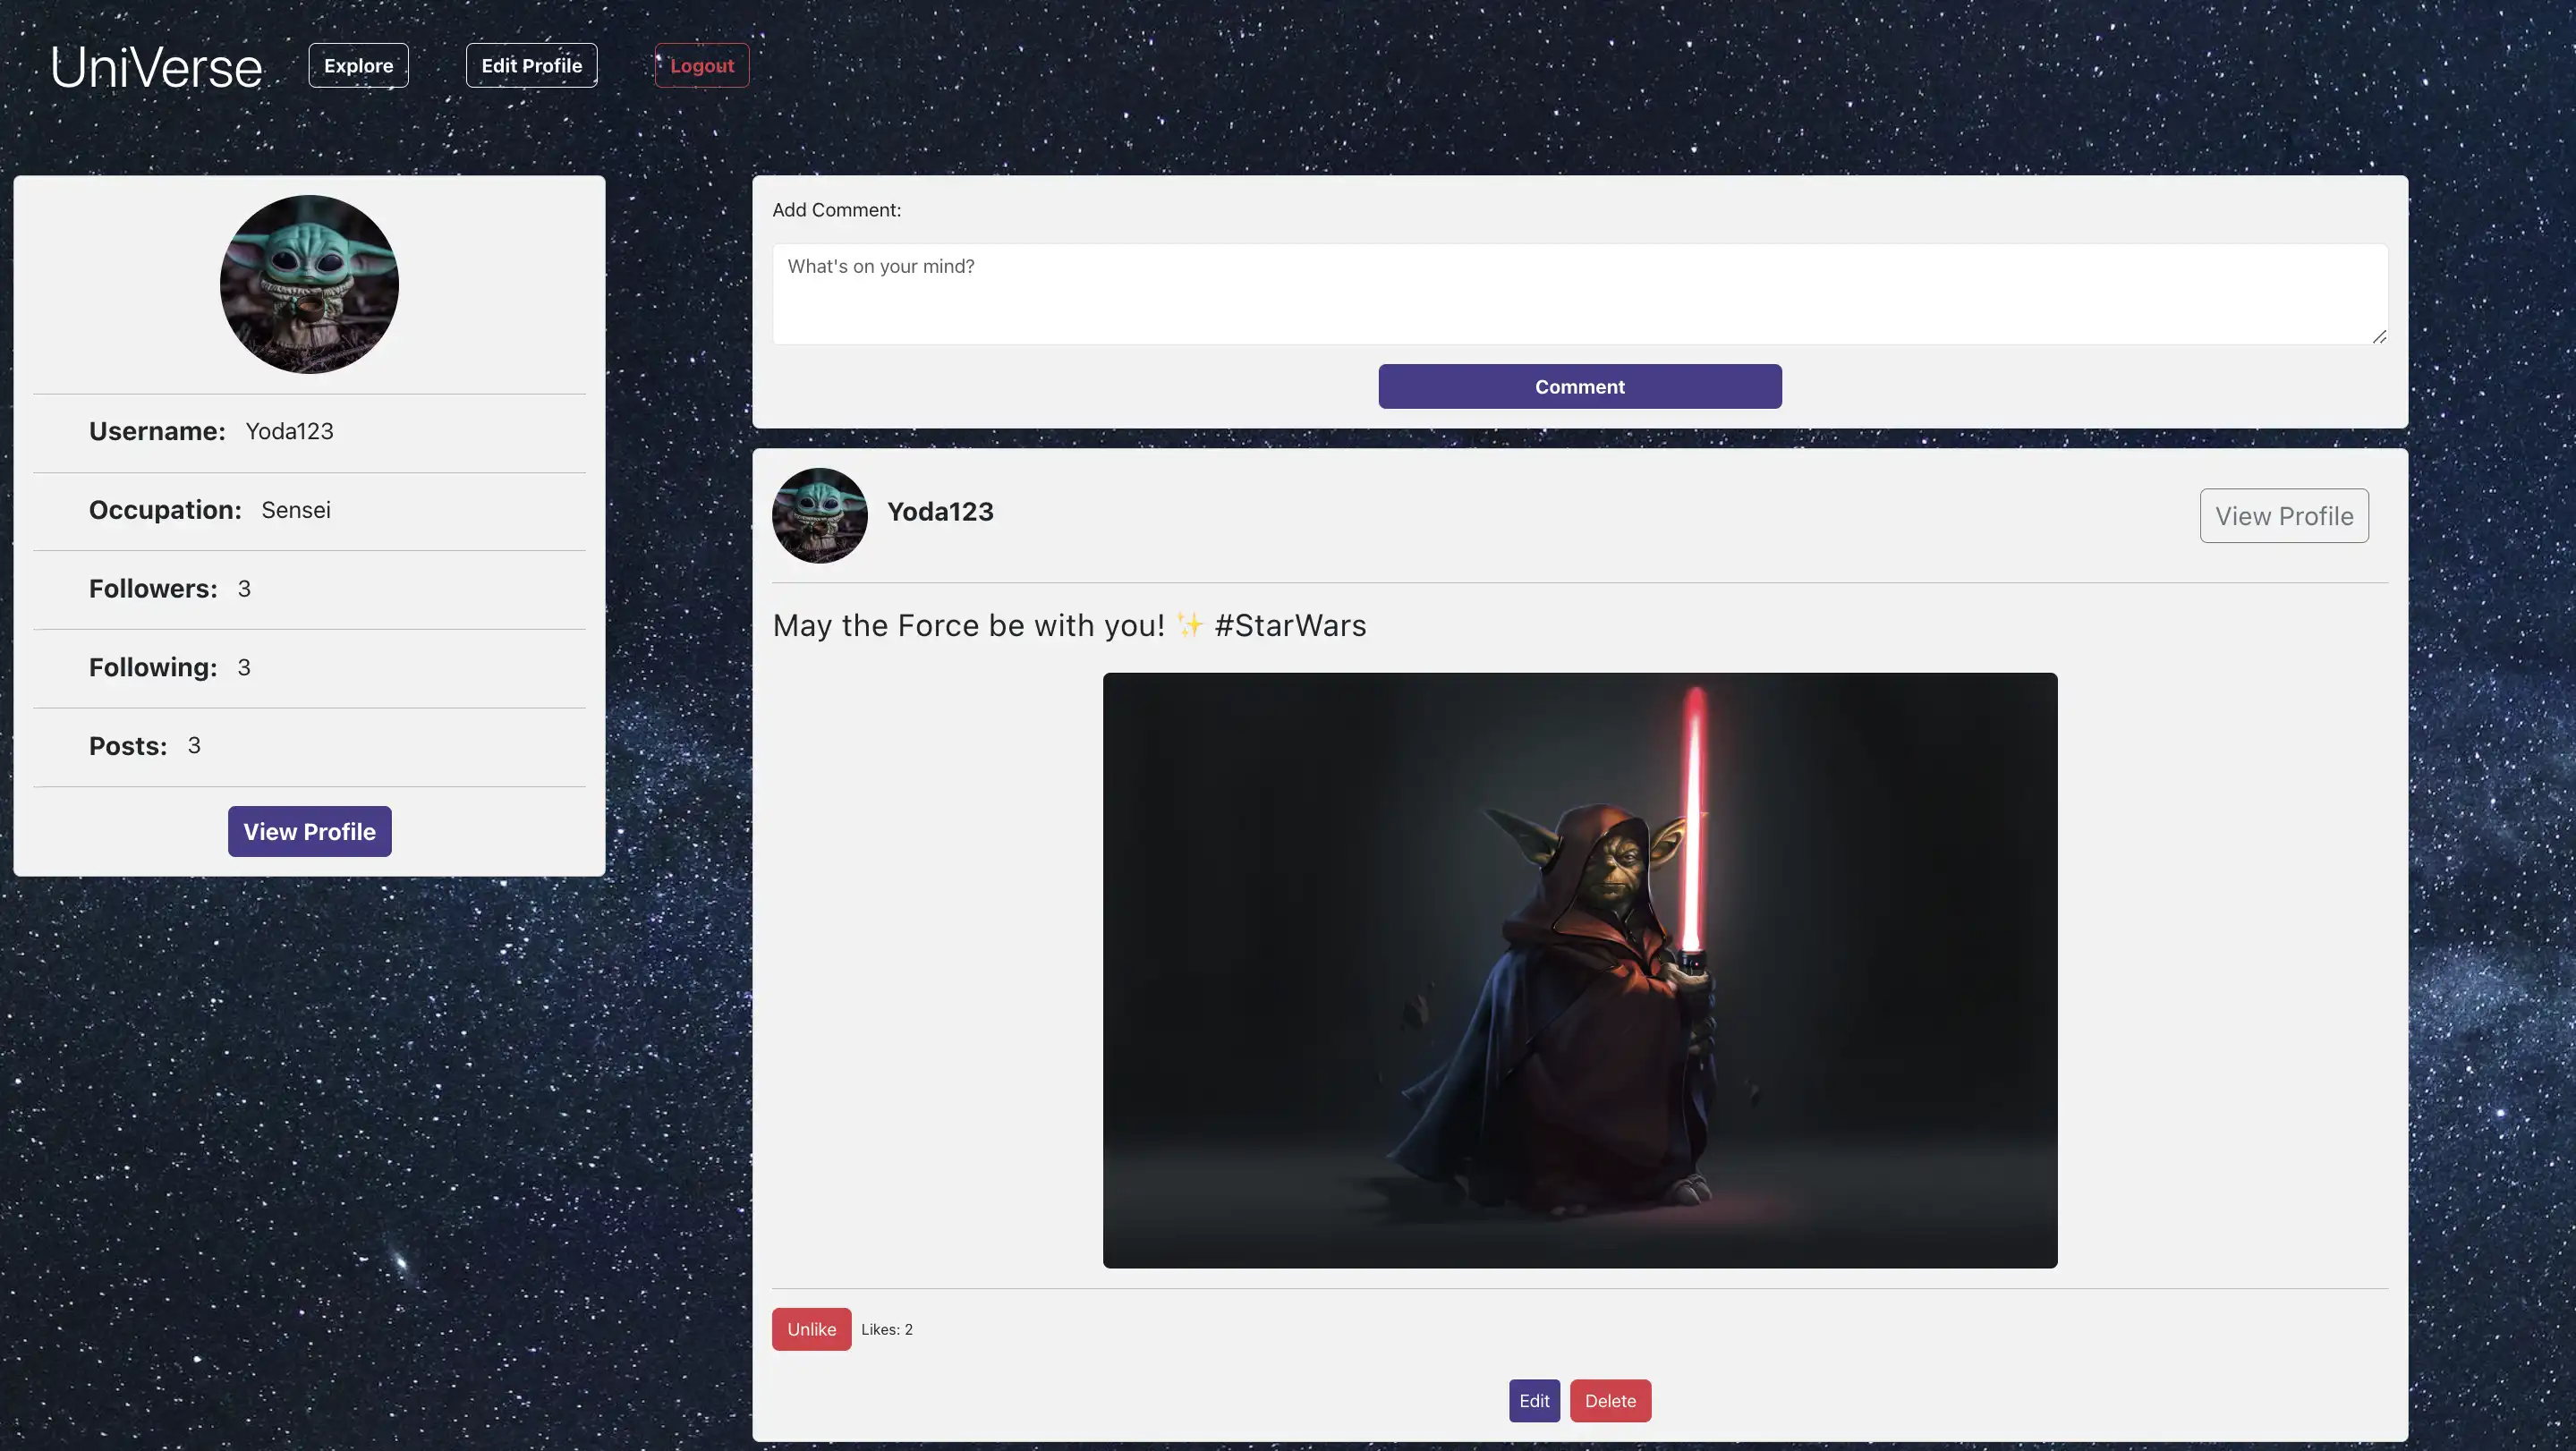 UniVerse
Explore
Edit Profile
Logout
Username: Yoda123
Occupation: Sensei
Followers: 3
Following: 3
Posts: 3
View Profile
Add Comment:
What's on your mind?
Comment
Yoda123
View Profile
May the Force be with you! ✨ #StarWars
Unlike
Likes: 2
Edit
Delete